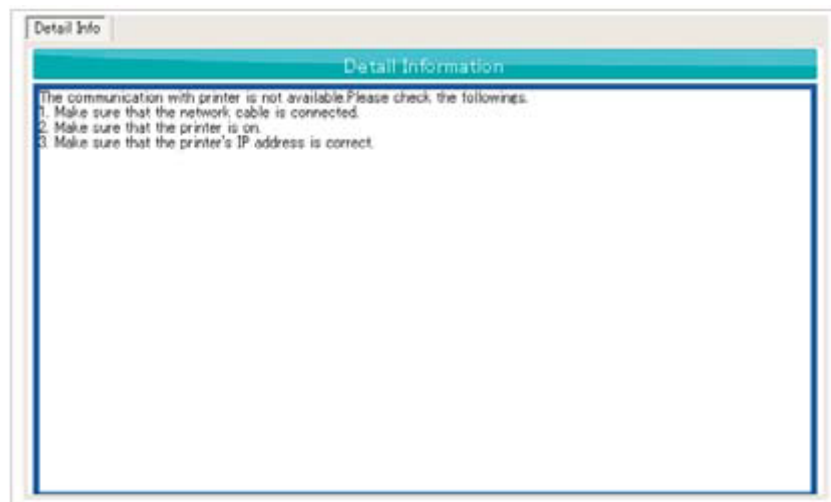 Detail Info
Detail Information
The communication with printer is not available.Please check the followings.
1. Make sure that the network cable is connected.
2. Make sure that the printer is on.
3. Make sure that the printer's IP address is correct.